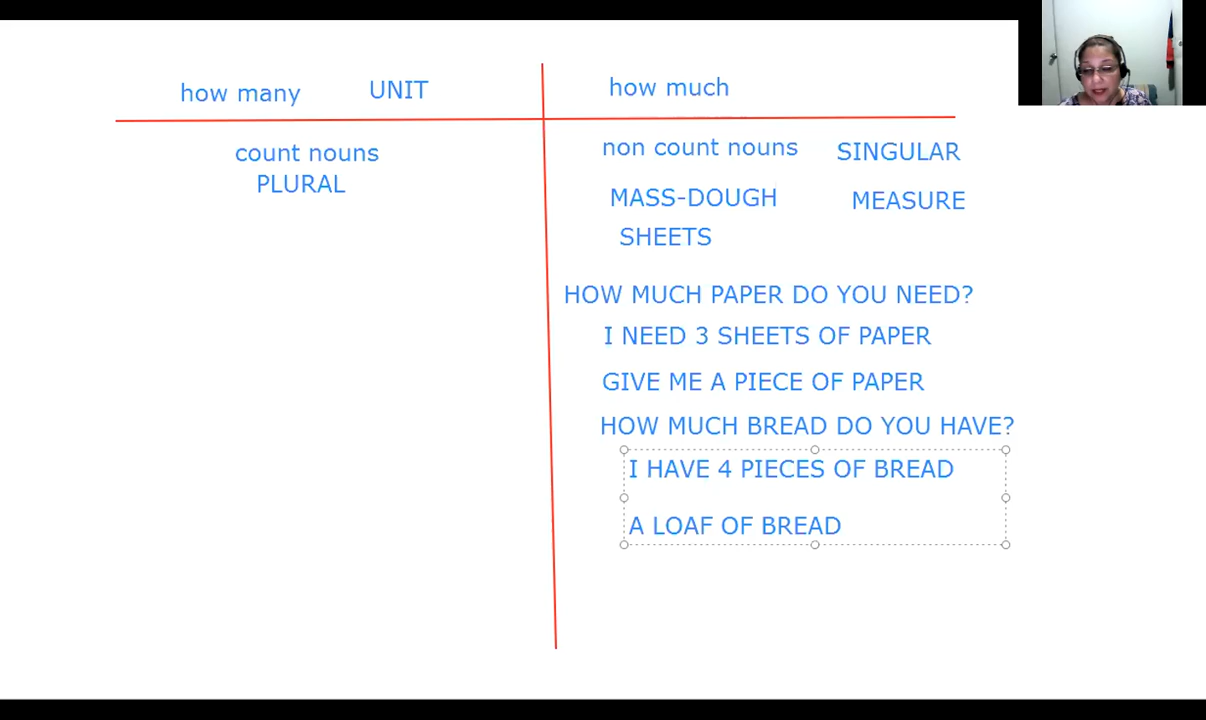 how many UNIT
count nouns
PLURAL
how much
non count nouns SINGULAR
MASS-DOUGH MEASURE
SHEETS
HOW MUCH PAPER DO YOU NEED?
I NEED 3 SHEETS OF PAPER
GIVE ME A PIECE OF PAPER
HOW MUCH BREAD DO YOU HAVE?
I HAVE 4 PIECES OF BREAD
A LOAF OF BREAD